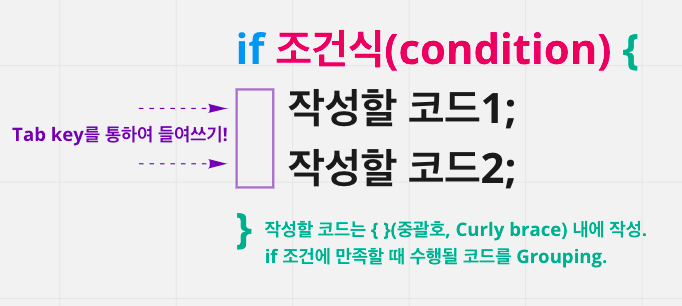 if 조건식(condition) {
작성할 코드1;
Tab key를 통하여 들여쓰기!
작성할 코드2;
} 작성할 코드는 { }(중괄호, Curly brace) 내에 작성.
if 조건에 만족할 때 수행될 코드를 Grouping.